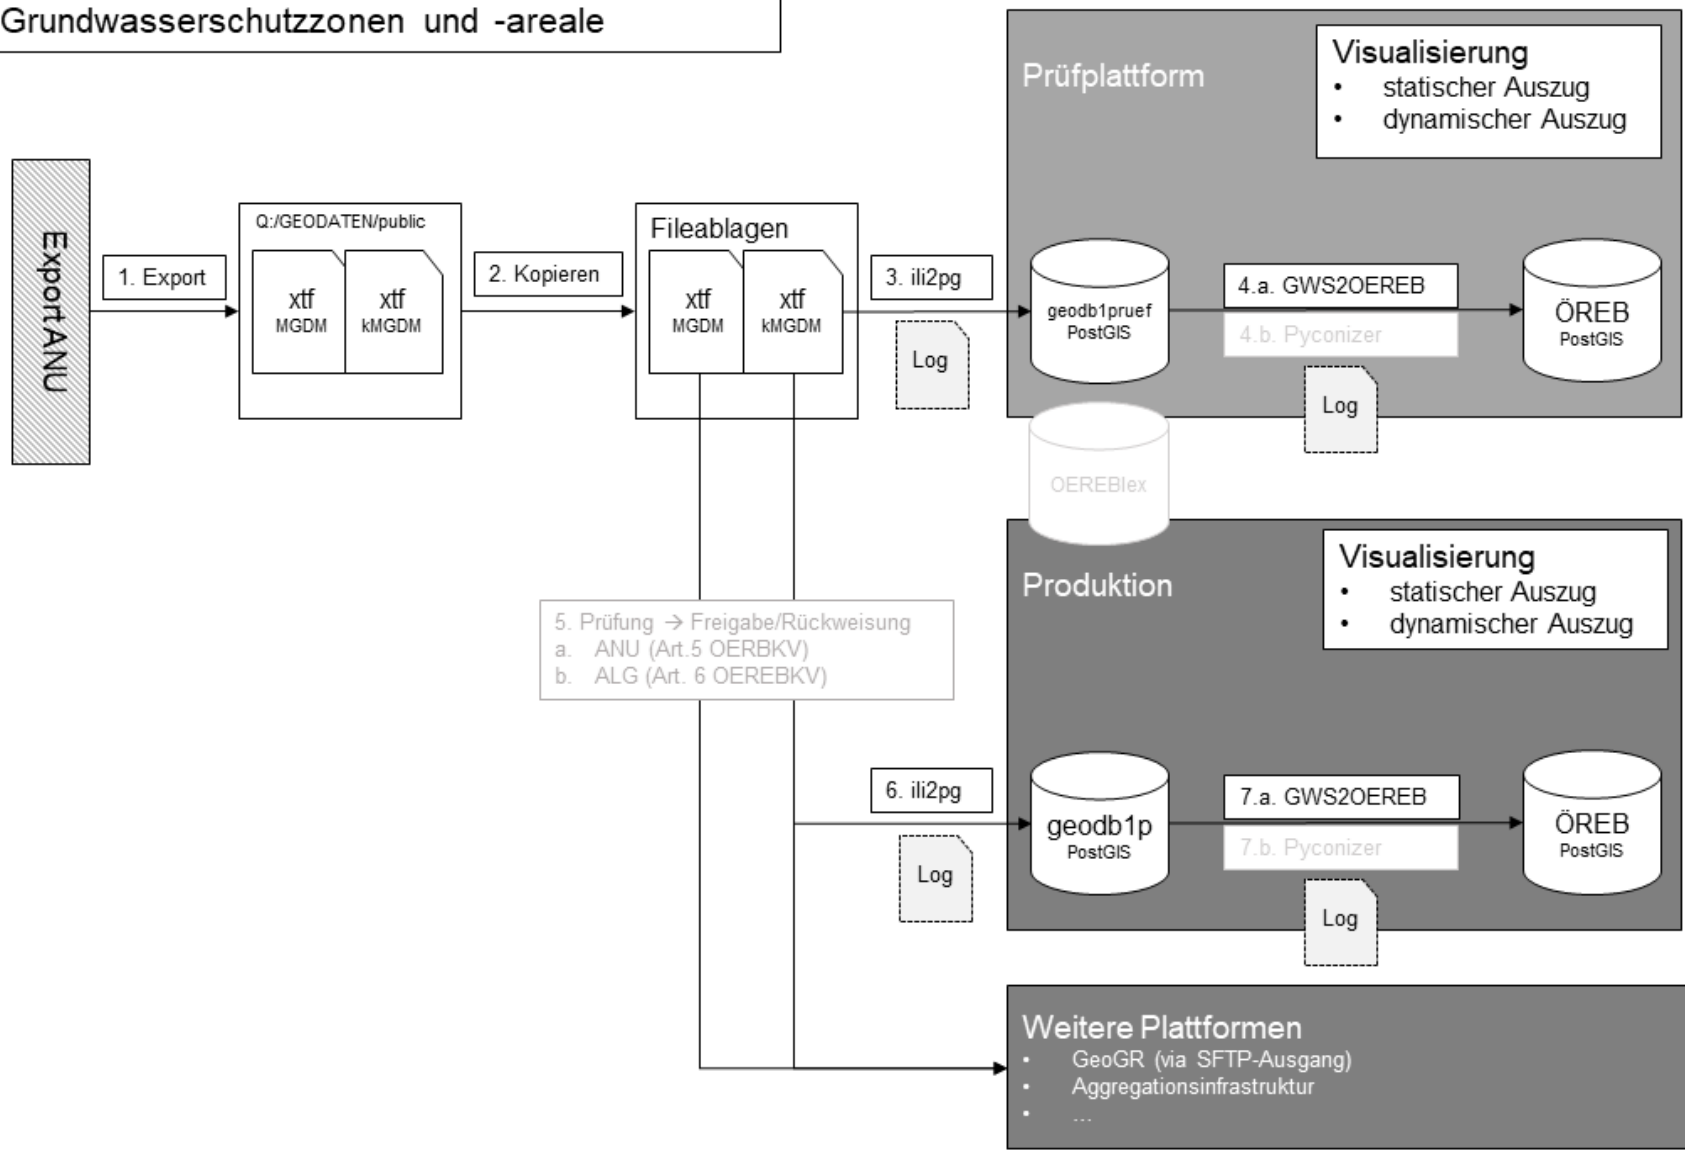 Grundwasserschutzzonen und -areale
Export ANU
1. Export
Q:/GEODATEN/public
xtf
MGDM
xtf
kMGDM
2. Kopieren
Fileablagen
xtf
MGDM
xtf
kMGDM
3. ili2pg
Log
Prüfplattform
Visualisierung
• statischer Auszug
• dynamischer Auszug
geodb1pruef
PostGIS
4.a. GWS2OEREB
4.b. Pyconizer
Log
ÖREB
PostGIS
OEREBlex
5. Prüfung → Freigabe/Rückweisung
a. ANU (Art.5 OERBKV)
b. ALG (Art. 6 OEREBKV)
Produktion
Visualisierung
• statischer Auszug
• dynamischer Auszug
6. ili2pg
Log
geodb1p
PostGIS
7.a. GWS2OEREB
7.b. Pyconizer
Log
ÖREB
PostGIS
Weitere Plattformen
• GeoGR (via SFTP-Ausgang)
• Aggregationsinfrastruktur
• ...